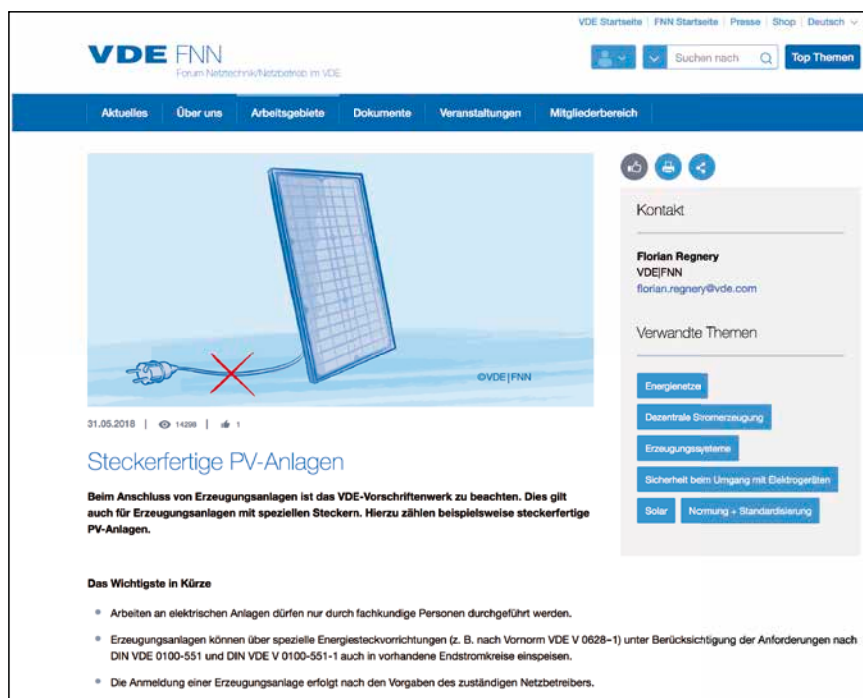 VDE Startseite | FNN Startseite | Presse | Shop | Deutsch
VDE FNN
Forum Netztechnik/Netzbetrieb im VDE
Suchen nach
Top Themen
Aktuelles Über uns Arbeitsgebiete Dokumente Veranstaltungen Mitgliederbereich
©VDE|FNN
31.05.2018 | 14298 | 1
Steckerfertige PV-Anlagen
Beim Anschluss von Erzeugungsanlagen ist das VDE-Vorschriftenwerk zu beachten. Dies gilt
auch für Erzeugungsanlagen mit speziellen Steckern. Hierzu zählen beispielsweise steckerfertige
PV-Anlagen.
Das Wichtigste in Kürze
• Arbeiten an elektrischen Anlagen dürfen nur durch fachkundige Personen durchgeführt werden.
• Erzeugungsanlagen können über spezielle Energiesteckvorrichtungen (z. B. nach Vornorm VDE V 0628-1) unter Berücksichtigung der Anforderungen nach
DIN VDE 0100-551 und DIN VDE V 0100-551-1 auch in vorhandene Endstromkreise einspeisen.
• Die Anmeldung einer Erzeugungsanlage erfolgt nach den Vorgaben des zuständigen Netzbetreibers.
Kontakt
Florian Regnery
VDE|FNN
florian.regnery@vde.com
Verwandte Themen
Energienetze
Dezentrale Stromerzeugung
Erzeugungssysteme
Sicherheit beim Umgang mit Elektrogeräten
Solar Normung + Standardisierung